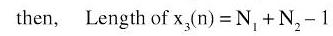 then, Length of x₃(n) = N₁ + N₂ – 1